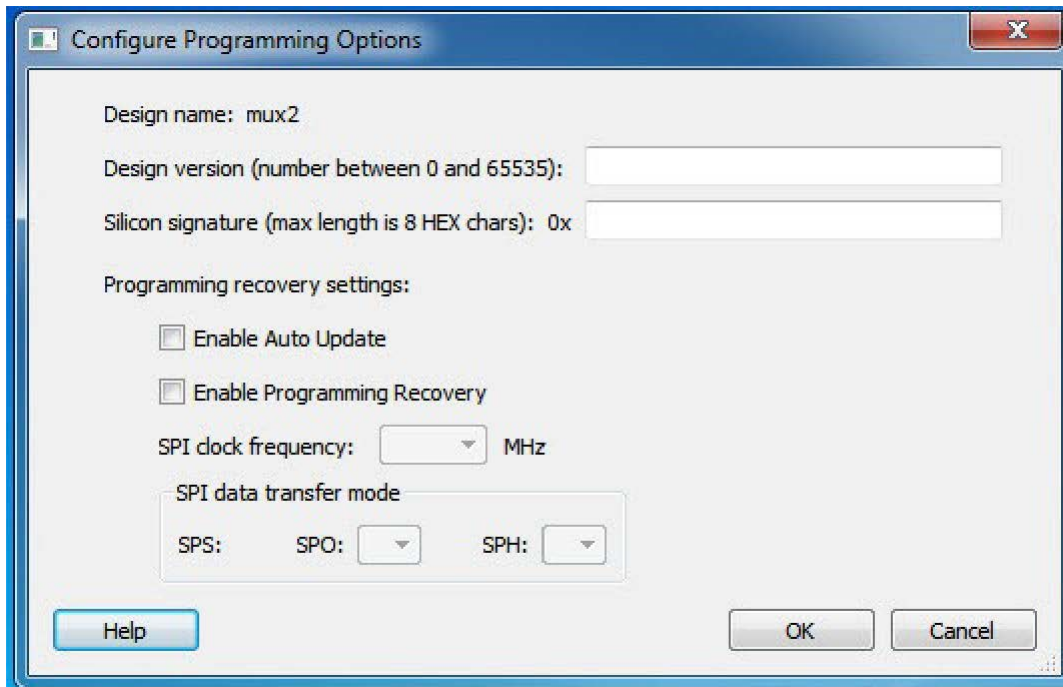 Configure Programming Options
Design name: mux2
Design version (number between 0 and 65535):
Silicon signature (max length is 8 HEX chars): 0x
Programming recovery settings:
Enable Auto Update
Enable Programming Recovery
SPI clock frequency: MHz
SPI data transfer mode
SPS: SPO: SPH:
Help OK Cancel